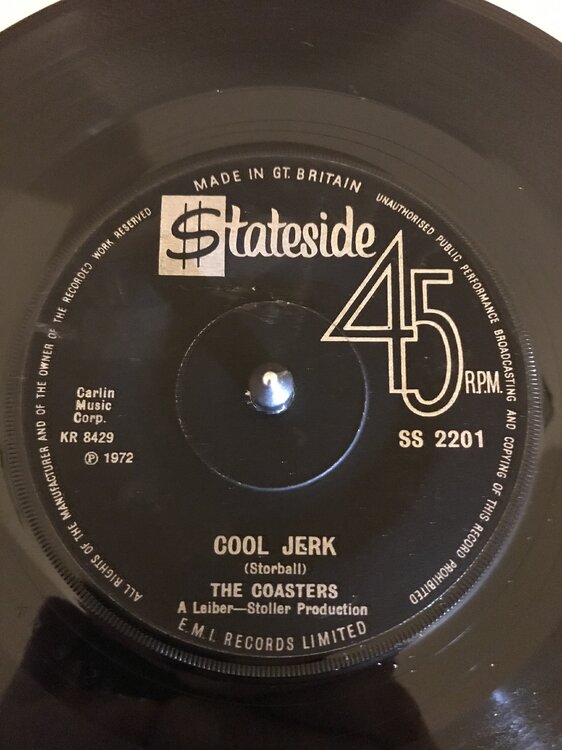 MADE IN GT. BRITAIN
UNAUTHORISED PUBLIC PERFORMANCE BROADCASTING AND COPYING OF THIS RECORD PROHIBITED
ALL RIGHTS OF THE MANUFACTURER AND OF THE OWNER OF THE RECORDED WORK RESERVED
$tateside
45 R.P.M.
Carlin
Music
Corp.
KR 8429
℗ 1972
SS 2201
COOL JERK
(Storball)
THE COASTERS
A Leiber—Stoller Production
E.M.I. RECORDS LIMITED